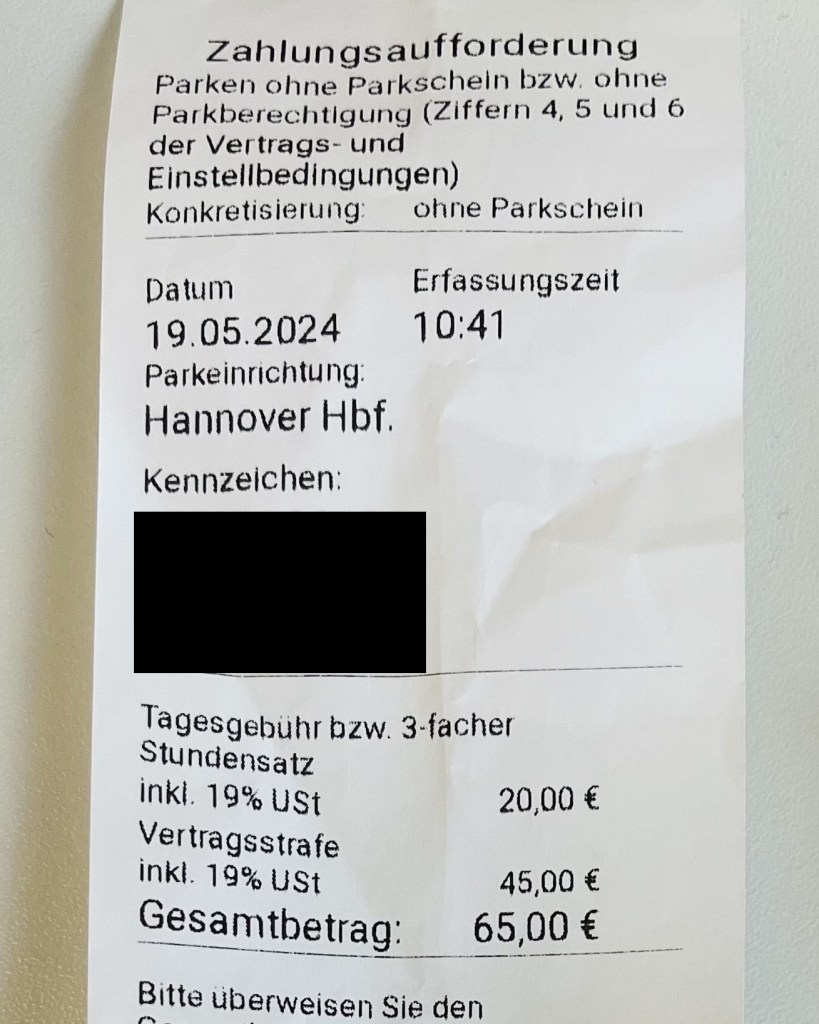 Zahlungsaufforderung
Parken ohne Parkschein bzw. ohne
Parkberechtigung (Ziffern 4, 5 und 6
der Vertrags- und
Einstellbedingungen)
Konkretisierung: ohne Parkschein
Datum Erfassungszeit
19.05.2024 10:41
Parkeinrichtung:
Hannover Hbf.
Kennzeichen:
Tagesgebühr bzw. 3-facher
Stundensatz
inkl. 19% USt 20,00 €
Vertragsstrafe
inkl. 19% USt 45,00 €
Gesamtbetrag: 65,00 €
Bitte überweisen Sie den